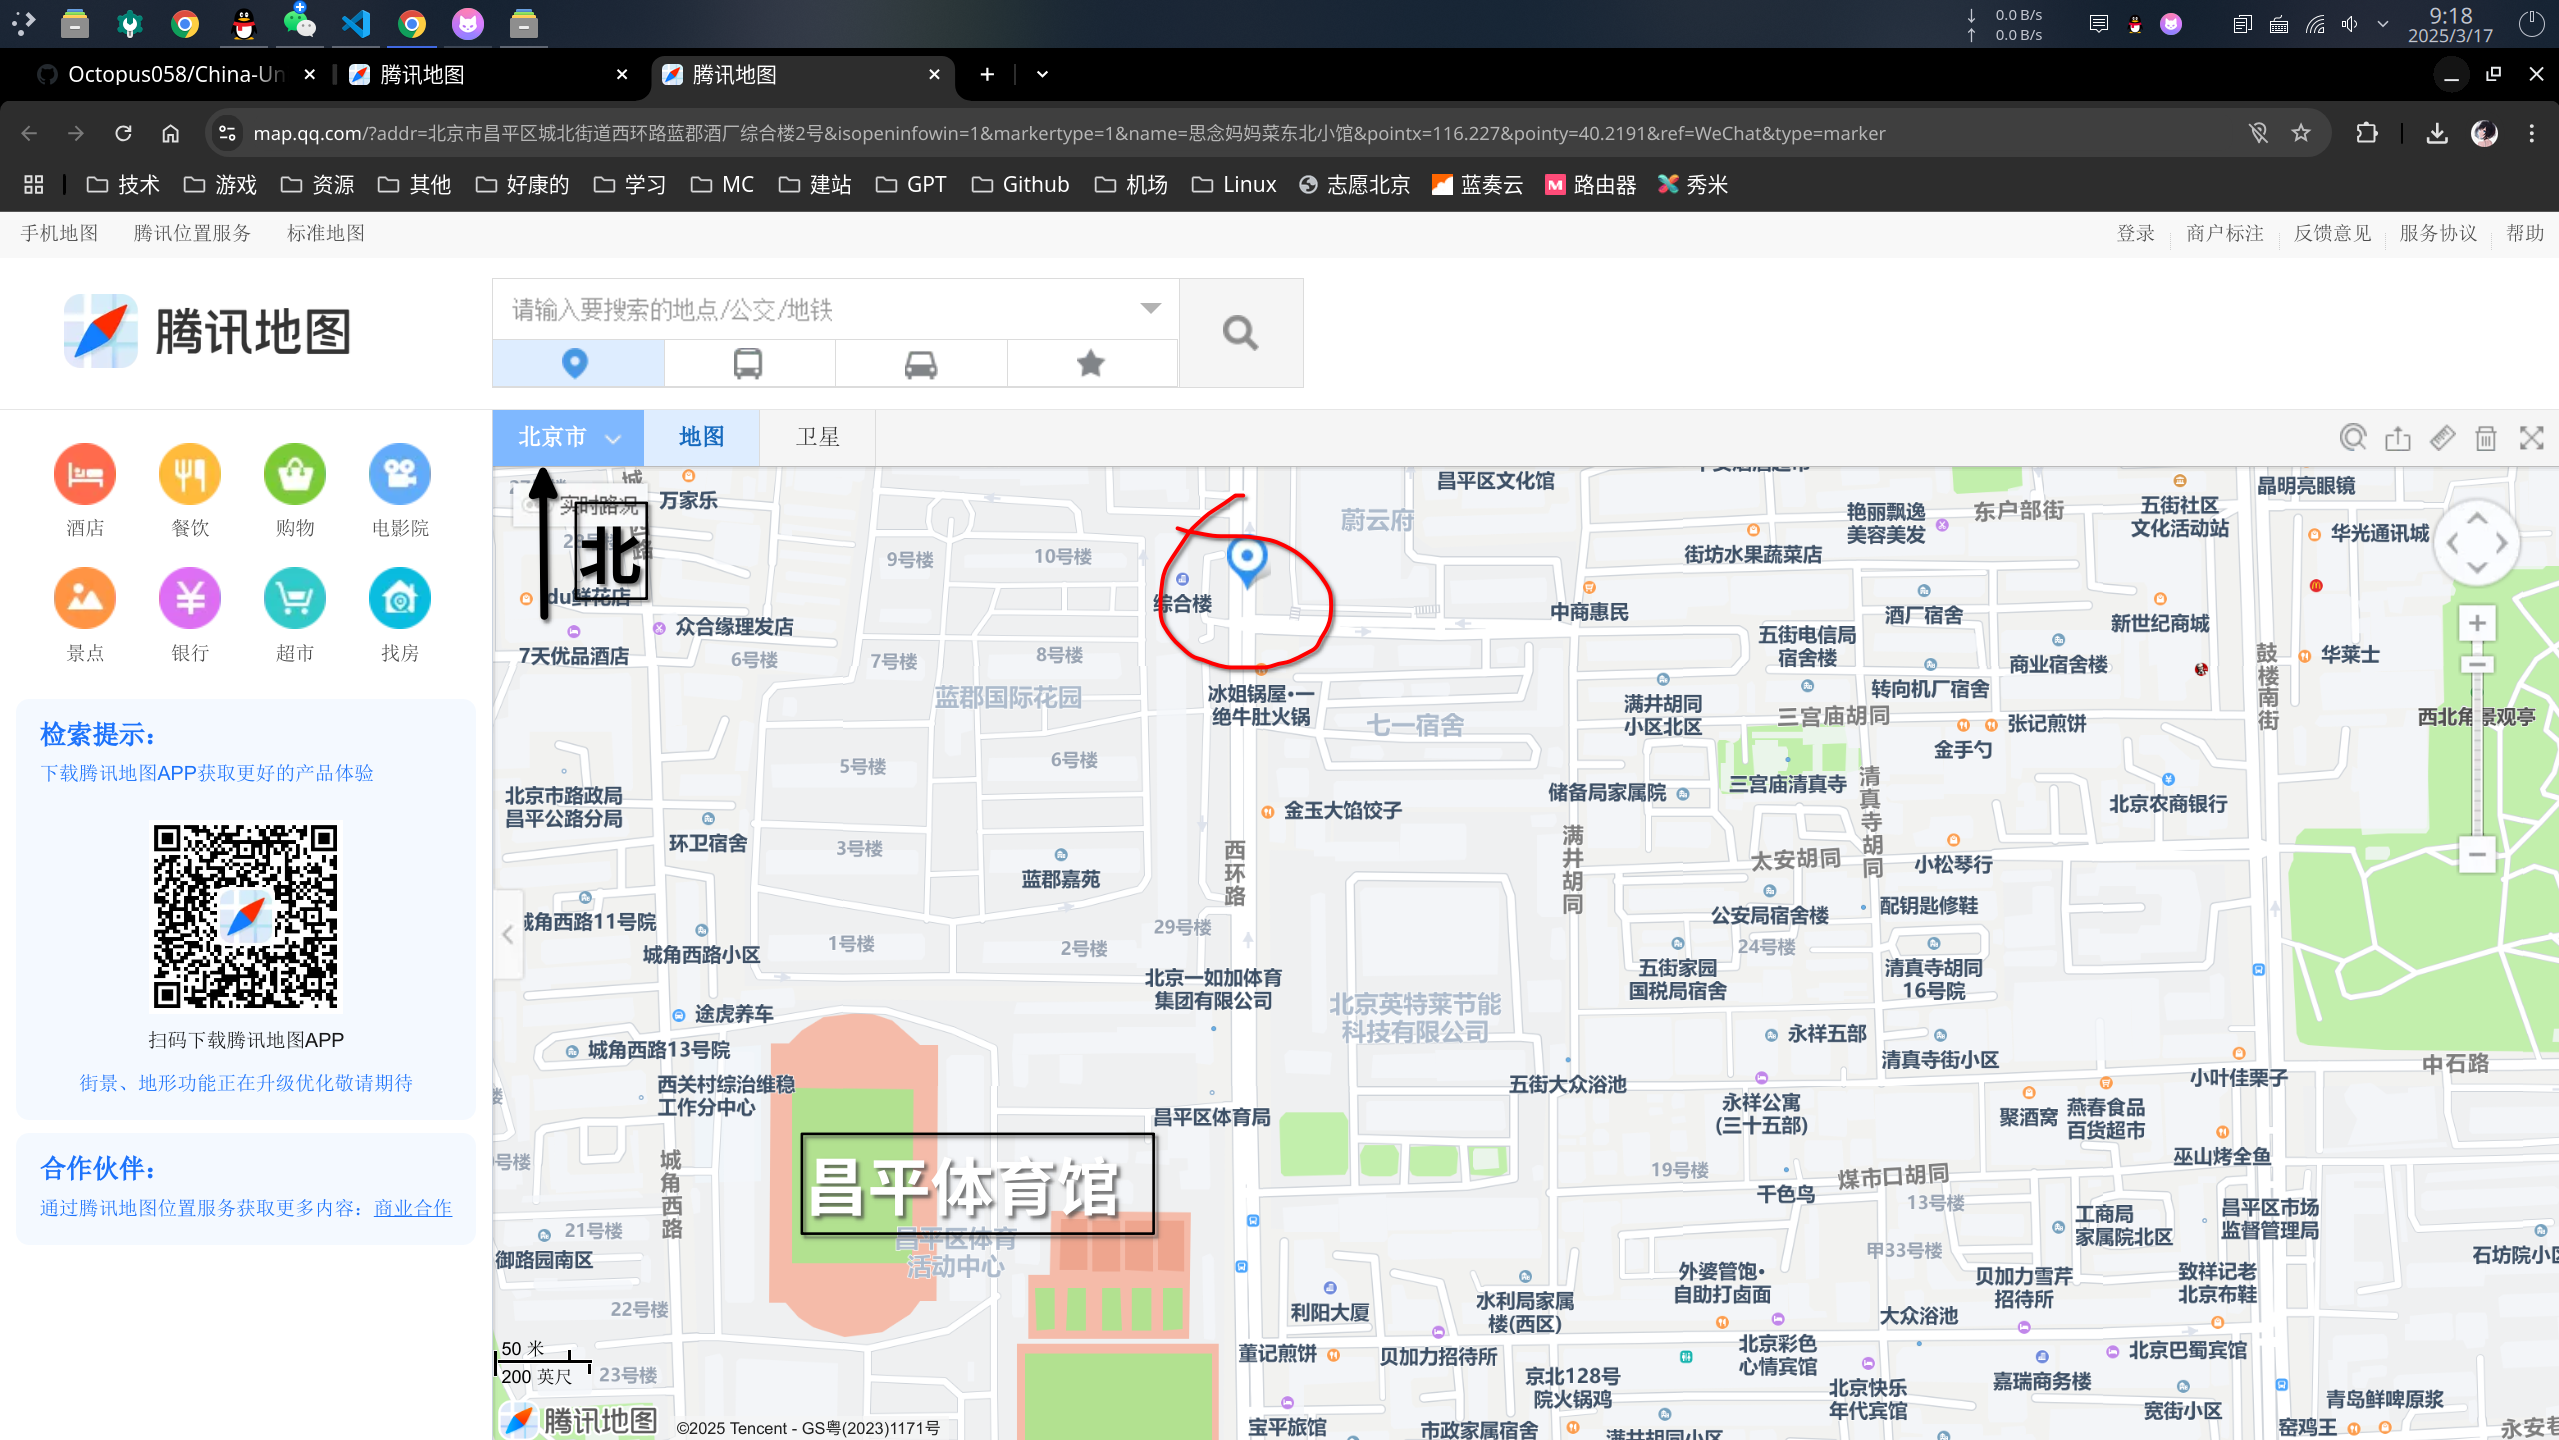 0.0 B/s
0.0 B/s
9:18
2025/3/17
Octopus058/China-Un
腾讯地图
腾讯地图
map.qq.com/?addr=北京市昌平区城北街道西环路蓝郡酒厂综合楼2号&isopeninfowin=1&markertype=1&name=思念妈妈菜东北小馆&pointx=116.227&pointy=40.2191&ref=WeChat&type=marker
技术 游戏 资源 其他 好康的 学习 MC 建站 GPT Github 机场 Linux 志愿北京 蓝奏云 路由器 秀米
手机地图 腾讯位置服务 标准地图
登录 商户标注 反馈意见 服务协议 帮助
腾讯地图
请输入要搜索的地点/公交/地铁
北京市 地图 卫星
酒店 餐饮 购物 电影院
景点 银行 超市 找房
检索提示：
下载腾讯地图APP获取更好的产品体验
扫码下载腾讯地图APP
街景、地形功能正在升级优化敬请期待
合作伙伴：
通过腾讯地图位置服务获取更多内容：商业合作
实时路况
北
万家乐
du鲜花店
众合缘理发店
7天优品酒店
6号楼
9号楼
10号楼
7号楼
8号楼
蓝郡国际花园
综合楼
昌平区文化馆
蔚云府
冰姐锅屋•一
绝牛肚火锅
七一宿舍
中商惠民
街坊水果蔬菜店
艳丽飘逸
美容美发
东户部街
五街社区
文化活动站
晶明亮眼镜
华光通讯城
酒厂宿舍
新世纪商城
五街电信局
宿舍楼
商业宿舍楼
华莱士
鼓楼南街
转向机厂宿舍
满井胡同
小区北区
三宫庙胡同
张记煎饼
金手勺
西北角景观亭
5号楼
6号楼
北京市路政局
昌平公路分局
环卫宿舍
3号楼
蓝郡嘉苑
金玉大馅饺子
西环路
储备局家属院
三宫庙清真寺
清真寺胡同
北京农商银行
满井胡同
太安胡同
小松琴行
城角西路11号院
城角西路小区
1号楼
2号楼
29号楼
公安局宿舍楼
配钥匙修鞋
24号楼
北京一如加体育
集团有限公司
五街家园
国税局宿舍
清真寺胡同
16号院
途虎养车
北京英特莱节能
科技有限公司
城角西路13号院
永祥五部
清真寺街小区
中石路
西关村综治维稳
工作分中心
昌平区体育局
五街大众浴池
永祥公寓
(三十五部)
小叶佳栗子
聚酒窝
燕春食品
百货超市
巫山烤全鱼
号楼
城角西路
昌平体育馆
昌平区体育
活动中心
19号楼
煤市口胡同
千色鸟
13号楼
21号楼
御路园南区
工商局
家属院北区
昌平区市场
监督管理局
石坊院小区
甲33号楼
外婆管饱•
自助打卤面
贝加力雪芹
招待所
致祥记老
北京布鞋
22号楼
利阳大厦
水利局家属
楼(西区)
大众浴池
董记煎饼
贝加力招待所
北京彩色
心情宾馆
北京巴蜀宾馆
50 米
200 英尺
23号楼
京北128号
院火锅鸡
北京快乐
年代宾馆
嘉瑞商务楼
宽街小区
青岛鲜啤原浆
腾讯地图
©2025 Tencent - GS粤(2023)1171号
宝平旅馆
市政家属宿舍
满井胡同小区
窑鸡王
永安巷